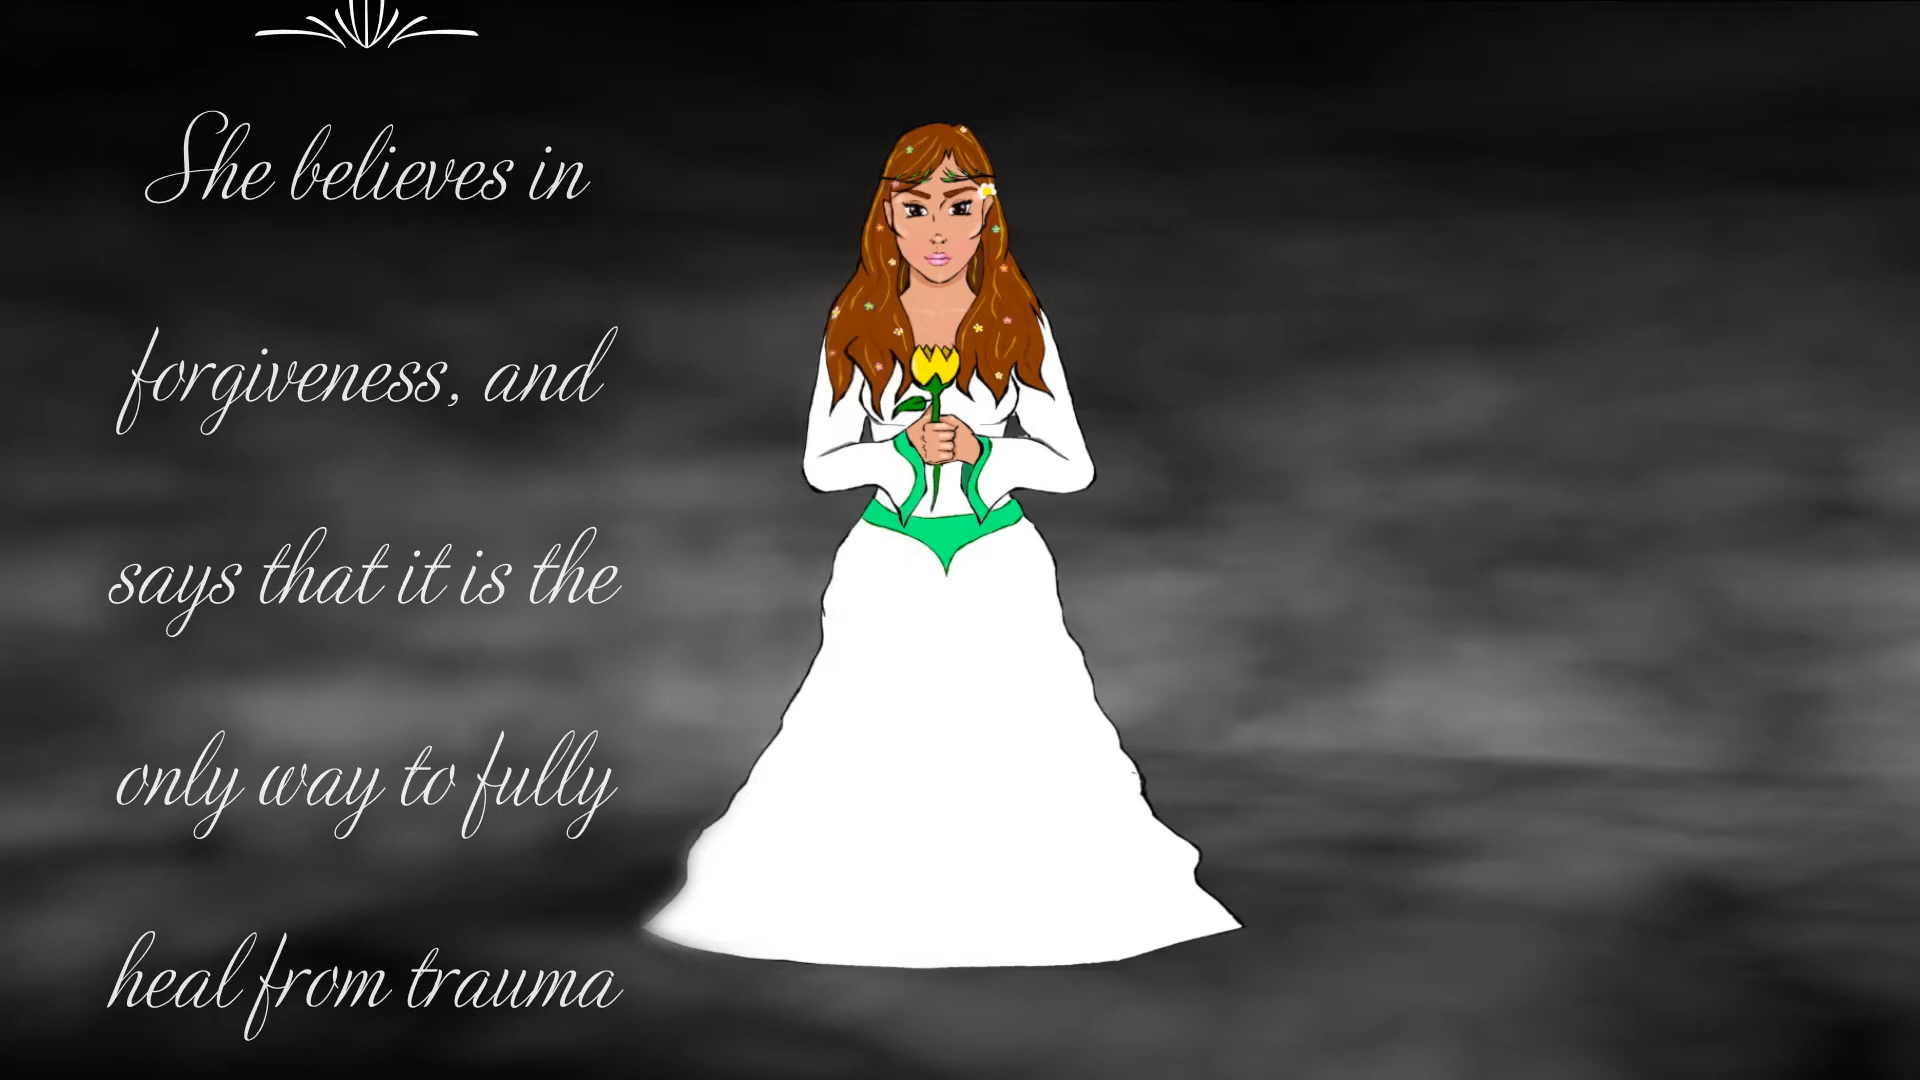 She believes in
forgiveness, and
says that it is the
only way to fully
heal from trauma